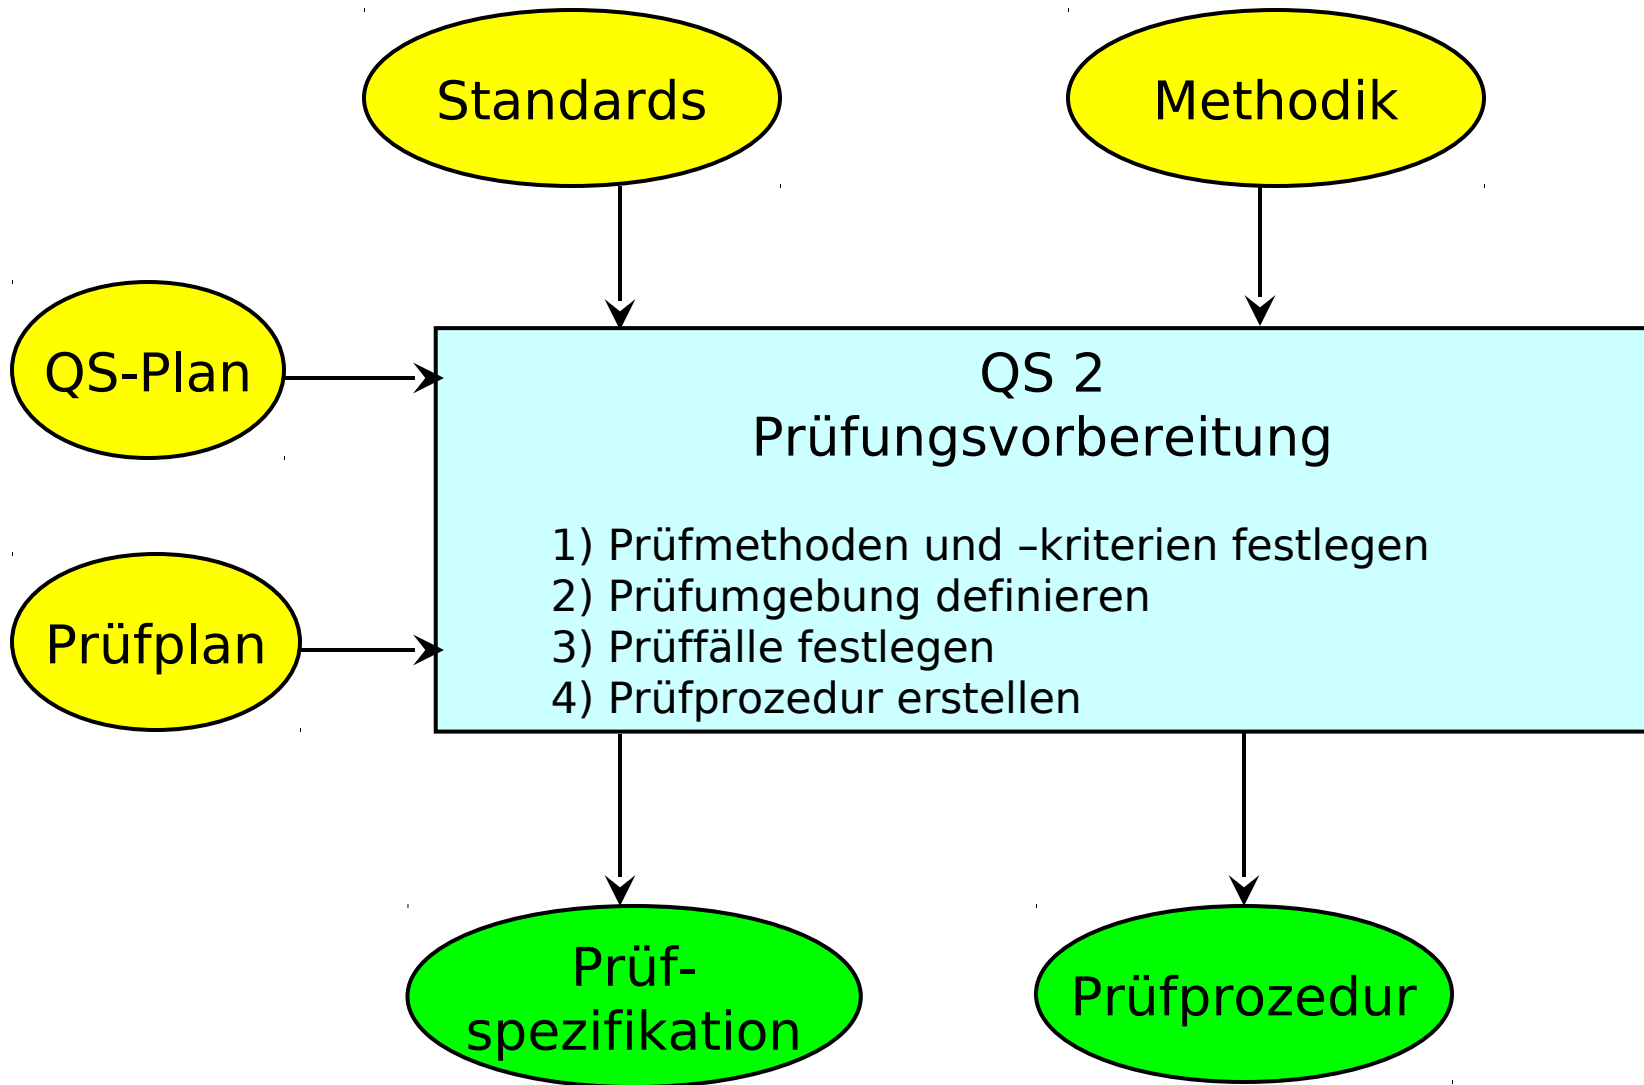 Standards
Methodik
QS-Plan
QS 2
Prüfungsvorbereitung
1) Prüfmethoden und –kriterien festlegen
2) Prüfumgebung definieren
3) Prüffälle festlegen
4) Prüfprozedur erstellen
Prüfplan
Prüf-
spezifikation
Prüfprozedur